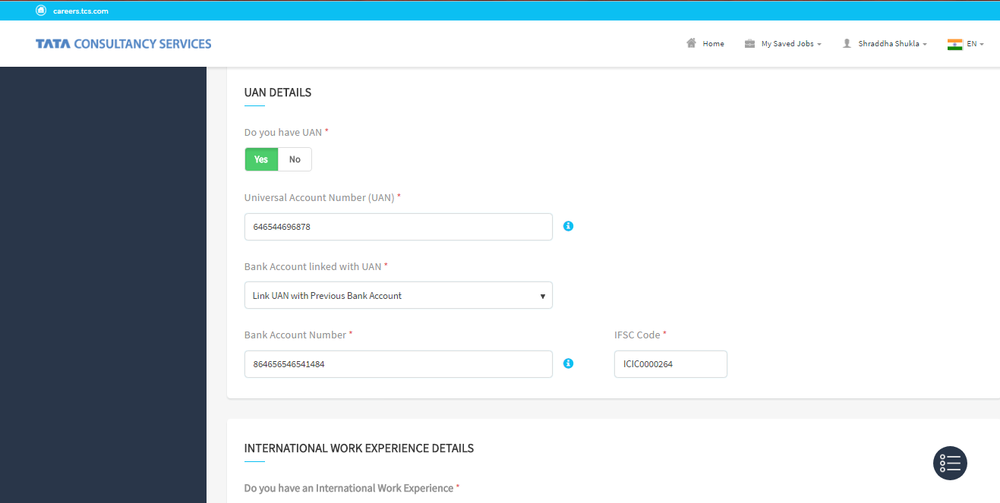 careers.tcs.com
TATA CONSULTANCY SERVICES
Home
My Saved Jobs
Shraddha Shukla
EN
UAN DETAILS
Do you have UAN *
Yes No
Universal Account Number (UAN) *
646544696878
Bank Account linked with UAN *
Link UAN with Previous Bank Account
Bank Account Number *
864656546541484
IFSC Code *
ICIC0000264
INTERNATIONAL WORK EXPERIENCE DETAILS
Do you have an International Work Experience *